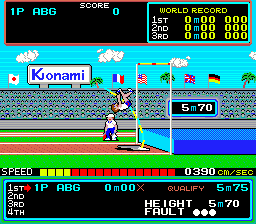 SCORE
1P ABG 0
WORLD RECORD
1ST 0m00 000
2ND 0m00 000
3RD 0m00 000
Konami
5m70
SPEED 0390 CM/SEC
1ST 1P ABG 0m00X QUALIFY 5m75
2ND
3RD HEIGHT 5m70
4TH FAULT